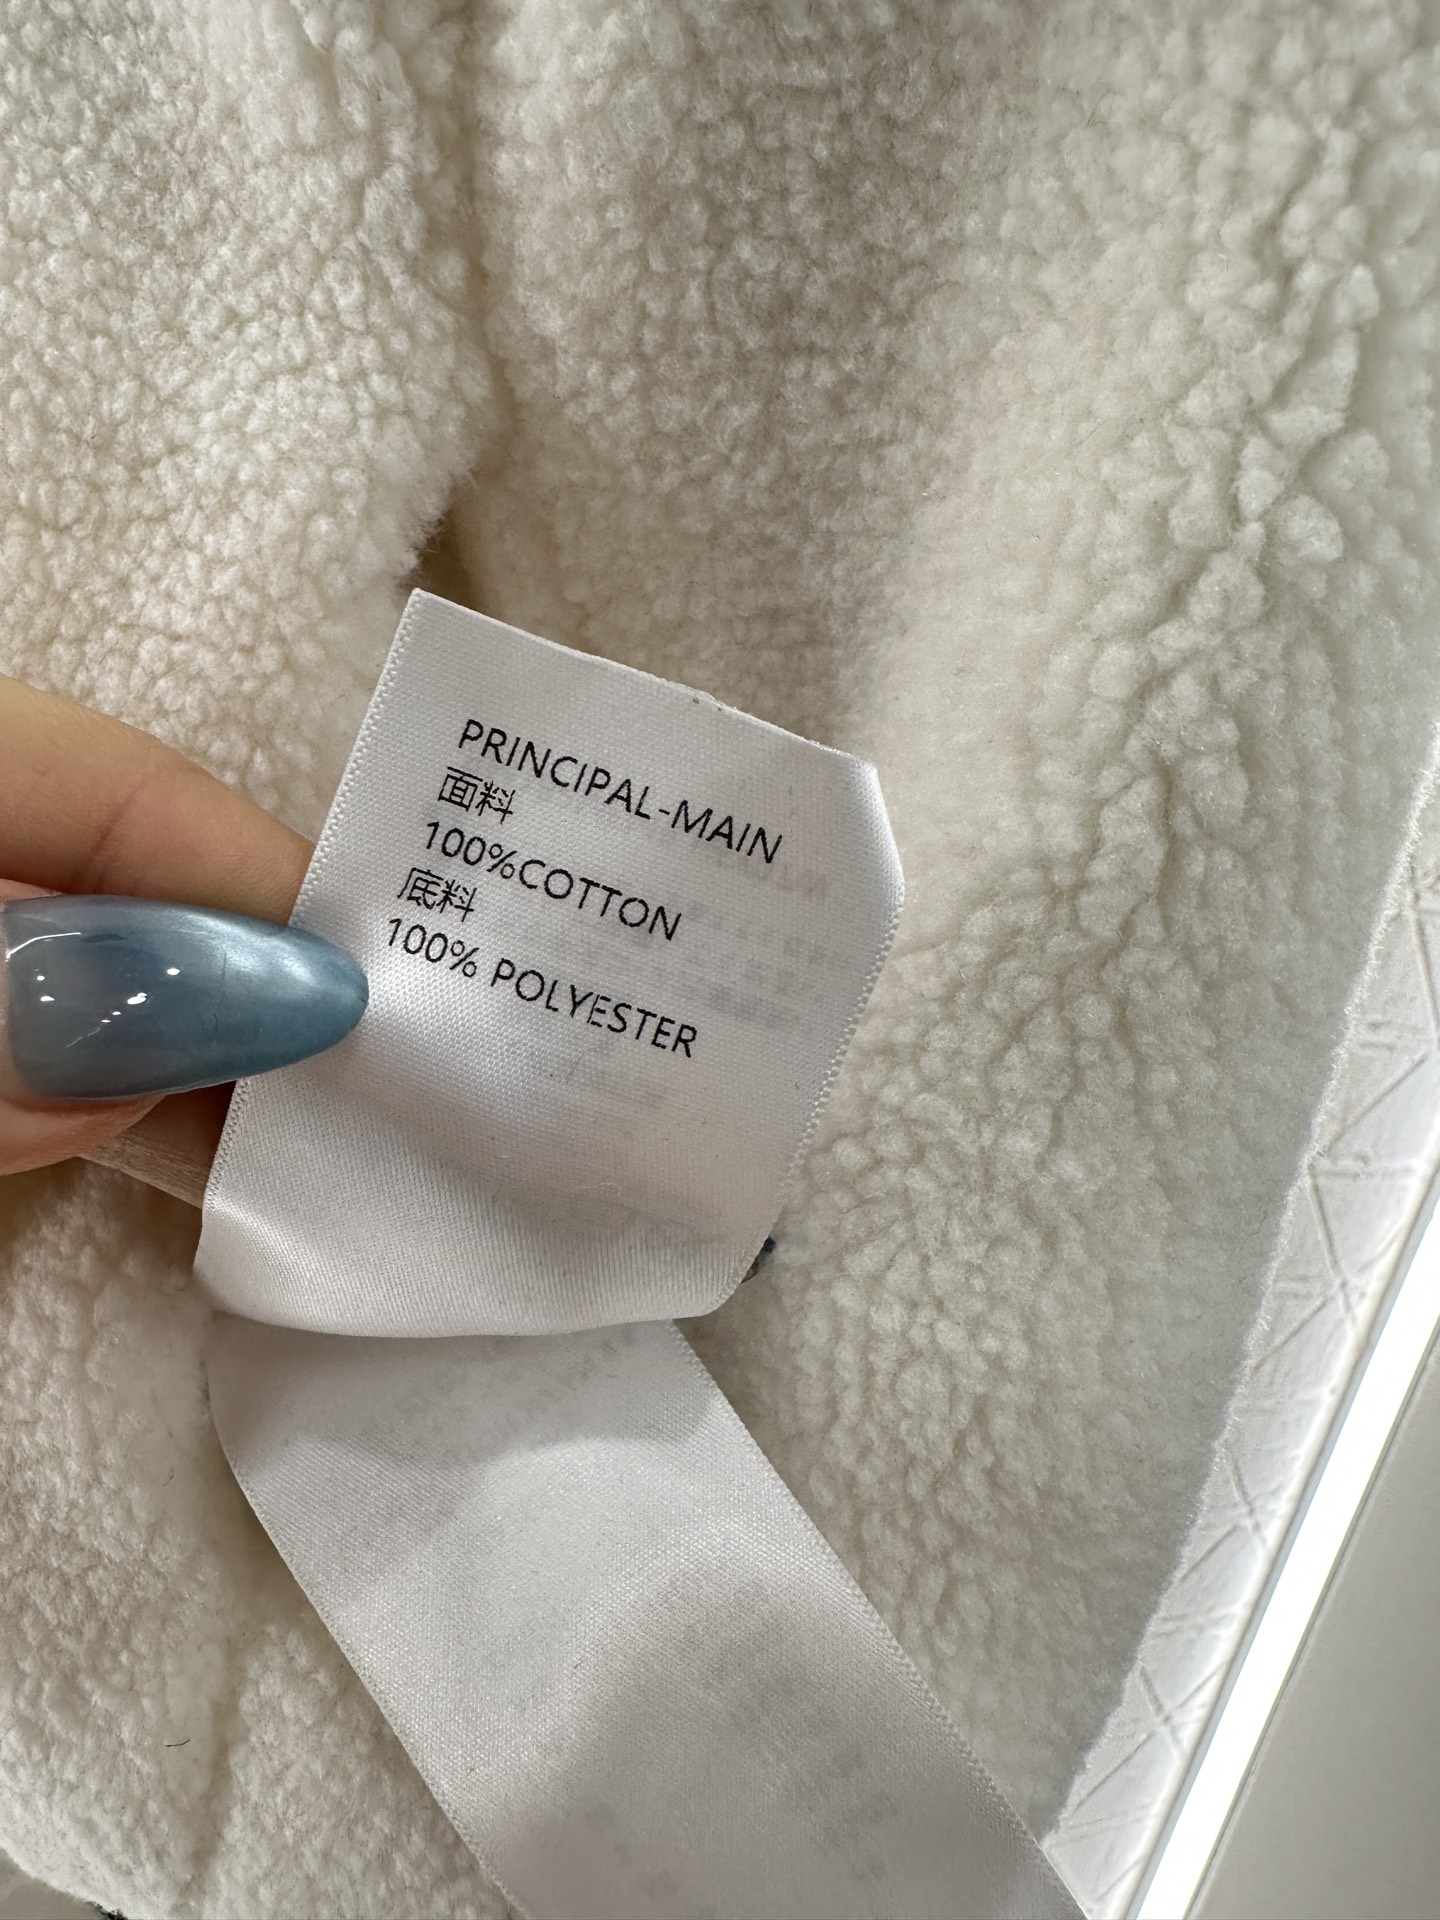 PRINCIPAL-MAIN
面料
100%COTTON
底料
100% POLYESTER